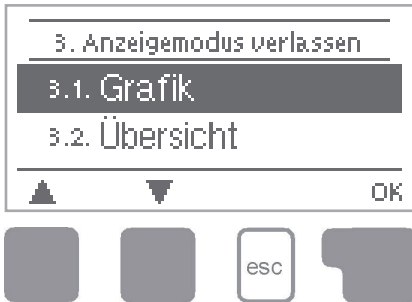 3. Anzeigemodus verlassen
3.1. Grafik
3.2. Übersicht
OK
esc